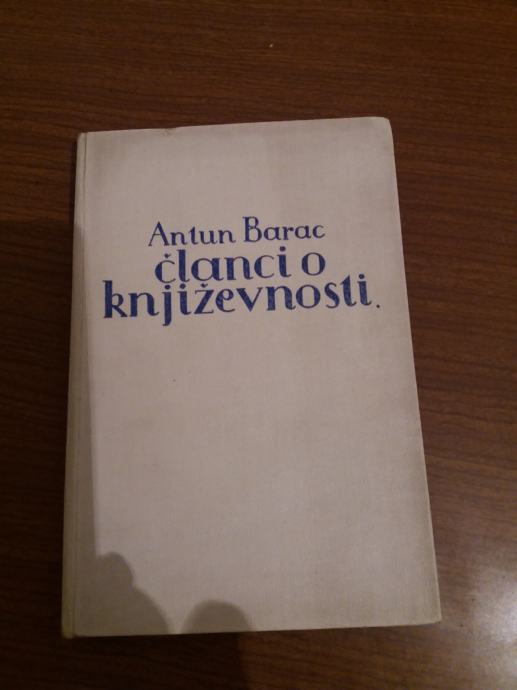 Antun Barac
članci o
književnosti.